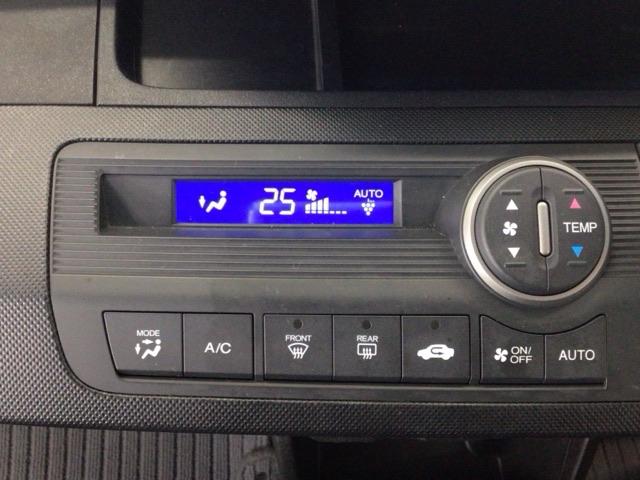 25 AUTO
TEMP
MODE
A/C
FRONT
REAR
ON/
OFF
AUTO